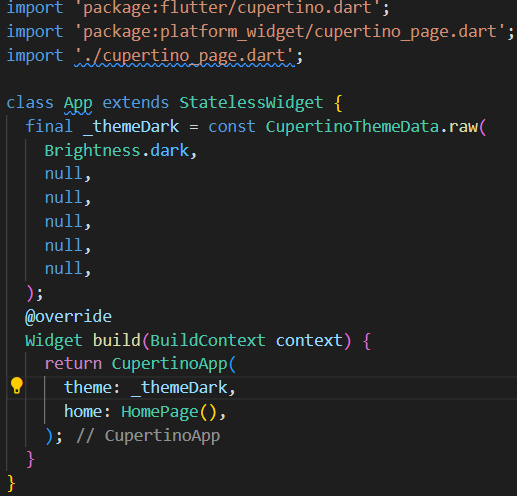 import 'package:flutter/cupertino.dart';
import 'package:platform_widget/cupertino_page.dart';
import './cupertino_page.dart';
class App extends StatelessWidget {
final _themeDark = const CupertinoThemeData.raw(
Brightness.dark,
null,
null,
null,
null,
null,
);
@override
Widget build(BuildContext context) {
return CupertinoApp(
theme: _themeDark,
home: HomePage(),
); // CupertinoApp
}
}